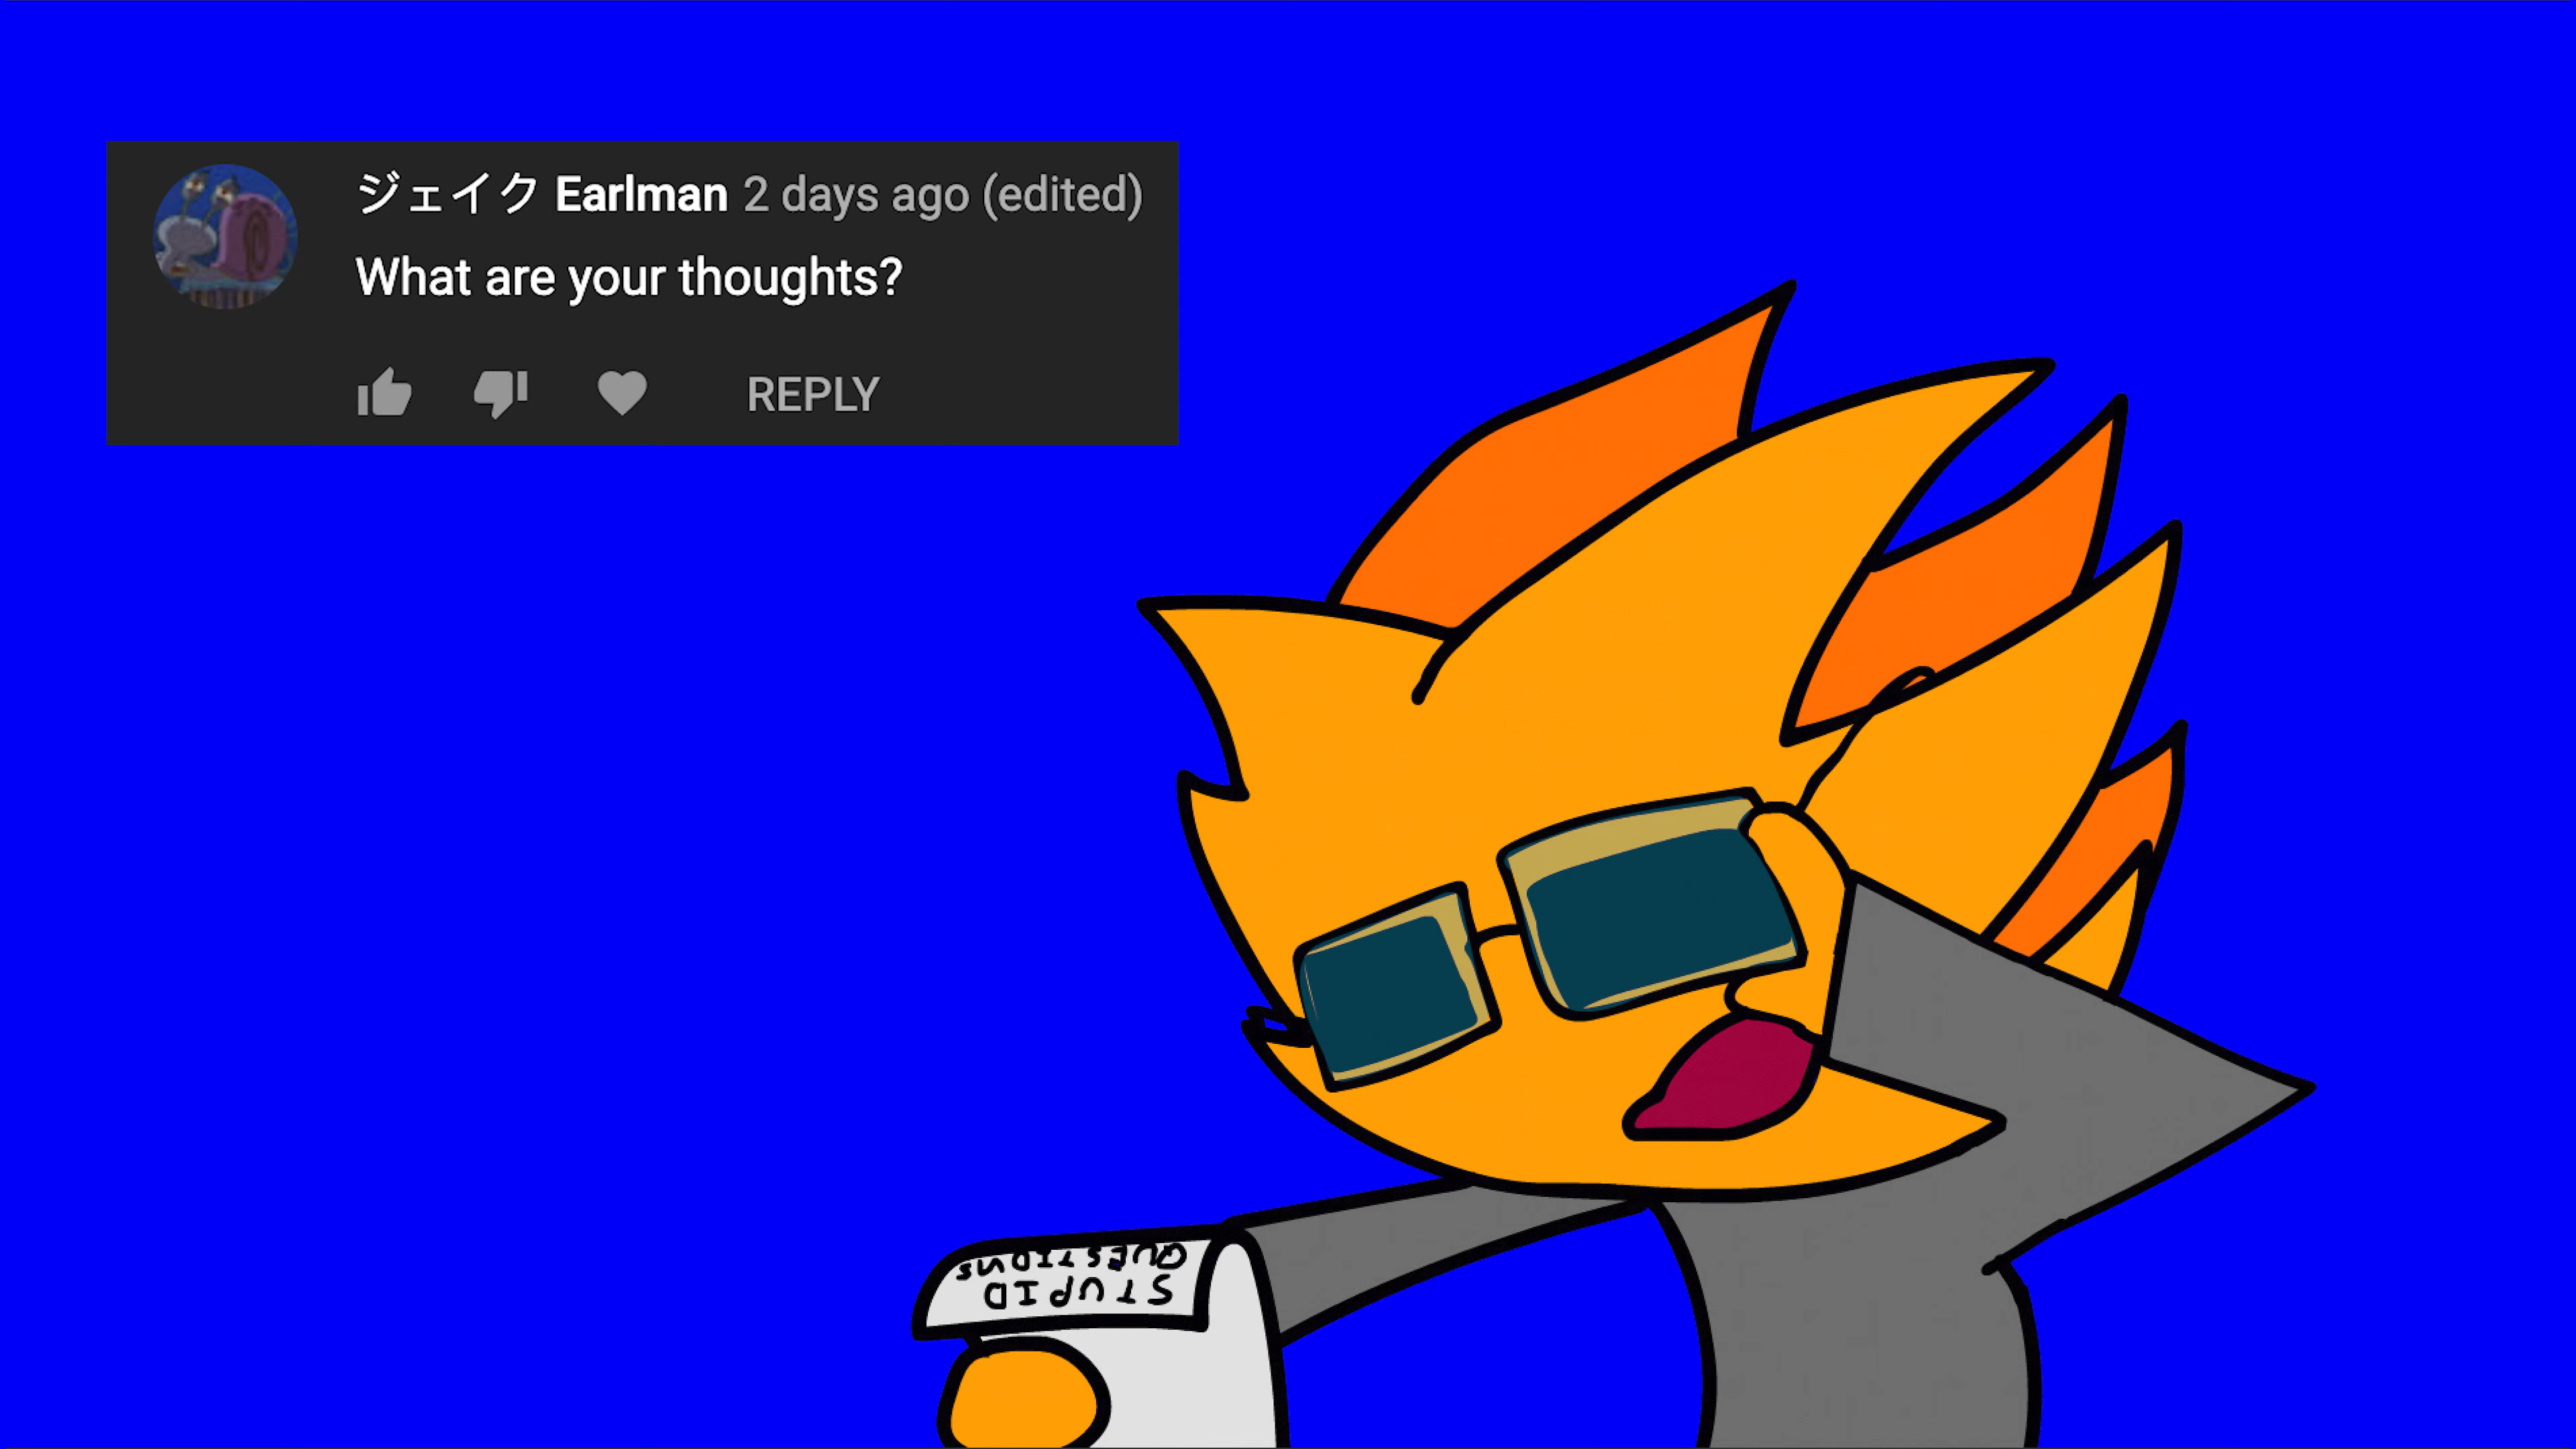 ジェイク Earlman 2 days ago (edited)
What are your thoughts?
REPLY
STUPID
QUESTIONS